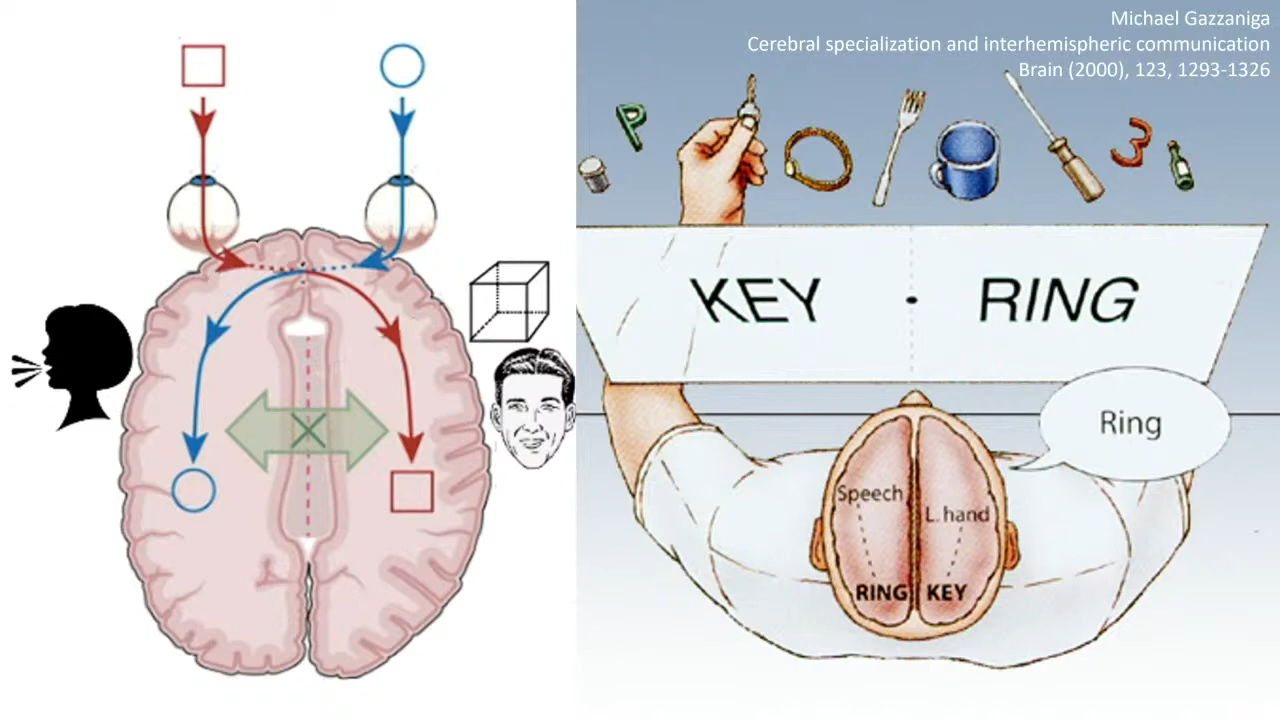 Michael Gazzaniga
Cerebral specialization and interhemispheric communication
Brain (2000), 123, 1293-1326
P
3
KEY · RING
Ring
Speech
L. hand
RING KEY